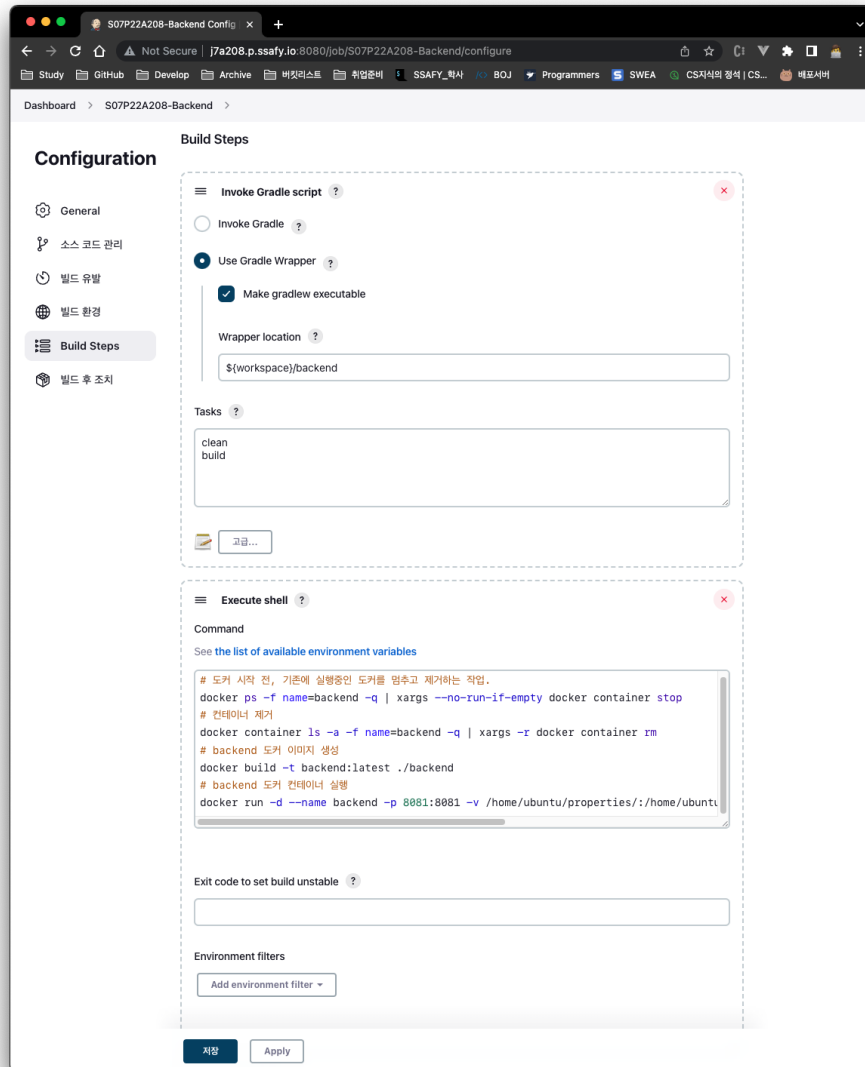 S07P22A208-Backend Config
Not Secure | j7a208.p.ssafy.io:8080/job/S07P22A208-Backend/configure
Study GitHub Develop Archive 버킷리스트 취업준비 SSAFY_학사 BOJ Programmers SWEA CS지식의 정석 | CS... 배포서버
Dashboard > S07P22A208-Backend >
Build Steps
Configuration
Invoke Gradle script ?
General
Invoke Gradle ?
소스 코드 관리
Use Gradle Wrapper ?
빌드 유발
Make gradlew executable
빌드 환경
Wrapper location ?
Build Steps
${workspace}/backend
빌드 후 조치
Tasks ?
clean
build
고급...
Execute shell ?
Command
See the list of available environment variables
# 도커 시작 전, 기존에 실행중인 도커를 멈추고 제거하는 작업.
docker ps -f name=backend -q | xargs --no-run-if-empty docker container stop
# 컨테이너 제거
docker container ls -a -f name=backend -q | xargs -r docker container rm
# backend 도커 이미지 생성
docker build -t backend:latest ./backend
# backend 도커 컨테이너 실행
docker run -d --name backend -p 8081:8081 -v /home/ubuntu/properties/:/home/ubuntu
Exit code to set build unstable ?
Environment filters
Add environment filter
저장 Apply